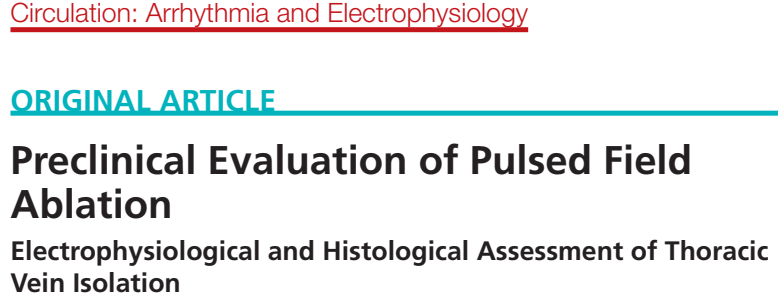 Circulation: Arrhythmia and Electrophysiology
ORIGINAL ARTICLE
Preclinical Evaluation of Pulsed Field
Ablation
Electrophysiological and Histological Assessment of Thoracic
Vein Isolation